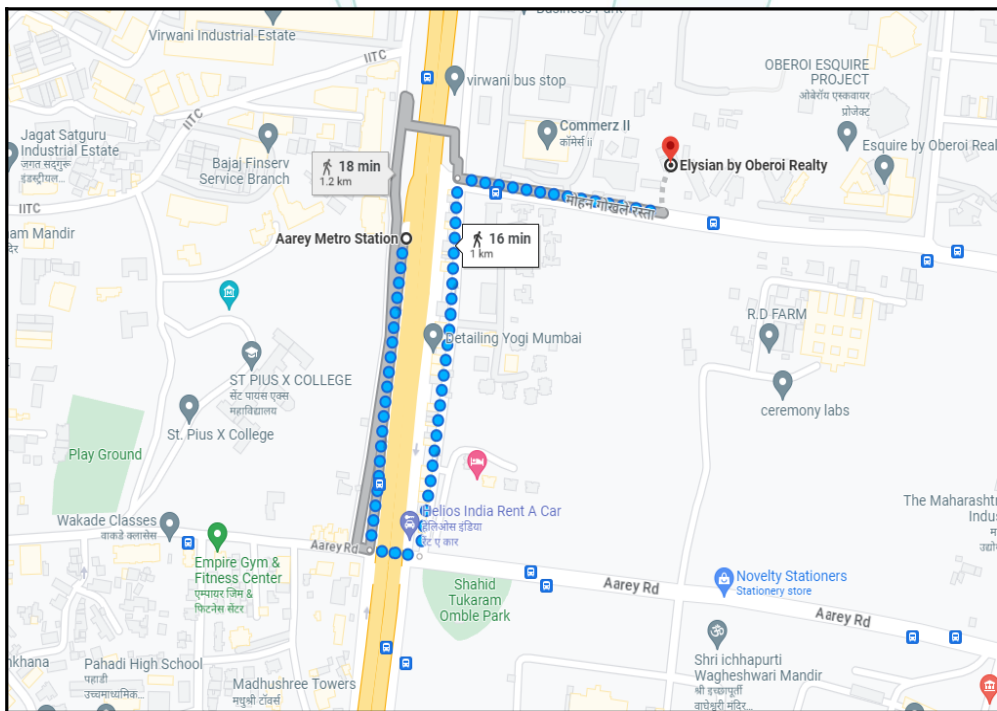 Business Park
Virwani Industrial Estate
IITC
virwani bus stop
OBEROI ESQUIRE
PROJECT
ओबेरॉय एस्क्वायर
प्रोजेक्ट
IITC
Commerz II
कॉमेर्स ii
Jagat Satguru
Industrial Estate
जगत सद्गुरू
इंडस्ट्रीयल...
Bajaj Finserv
Service Branch
18 min
1.2 km
Elysian by Oberoi Realty
Esquire by Oberoi Real
IITC
मोहन गोखले रस्ता
am Mandir
दिर
Aarey Metro Station
16 min
1 km
R.D FARM
Detailing Yogi Mumbai
ST PIUS X COLLEGE
सेंट पायस एक्स
महाविद्यालय
ceremony labs
St. Pius X College
Play Ground
The Maharashtr
Indus
म
उद्यो
Wakade Classes
वाकडे क्लासेस
Helios India Rent A Car
हेलिओस इंडिया
रेंट ए कार
Aarey Rd
Empire Gym &
Fitness Center
एम्पायर जिम &
फिटनेस सेंटर
Shahid
Tukaram
Omble Park
Aarey Rd
Novelty Stationers
Stationery store
Aarey Rd
nkhana
Pahadi High School
पहाडी
उच्चमाध्यमिक...
Madhushree Towers
मधुश्री टॉवर्स
Shri ichhapurti
Wagheshwari Mandir
श्री इच्छापूर्ती
वाघेश्वरी मंदिर...